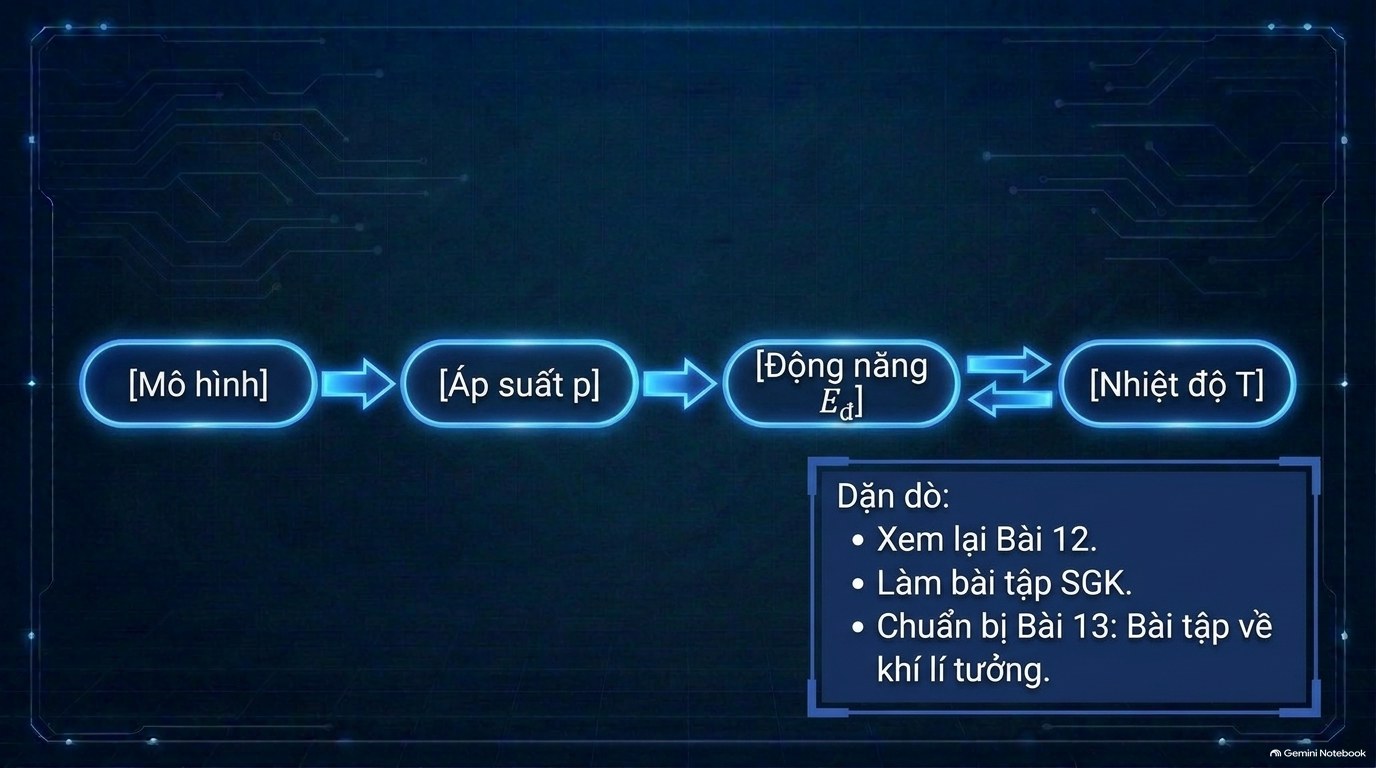 [Mô hình]
[Áp suất p]
[Động năng
E_đ]
[Nhiệt độ T]
Dặn dò:
• Xem lại Bài 12.
• Làm bài tập SGK.
• Chuẩn bị Bài 13: Bài tập về
khí lí tưởng.
Gemini Notebook